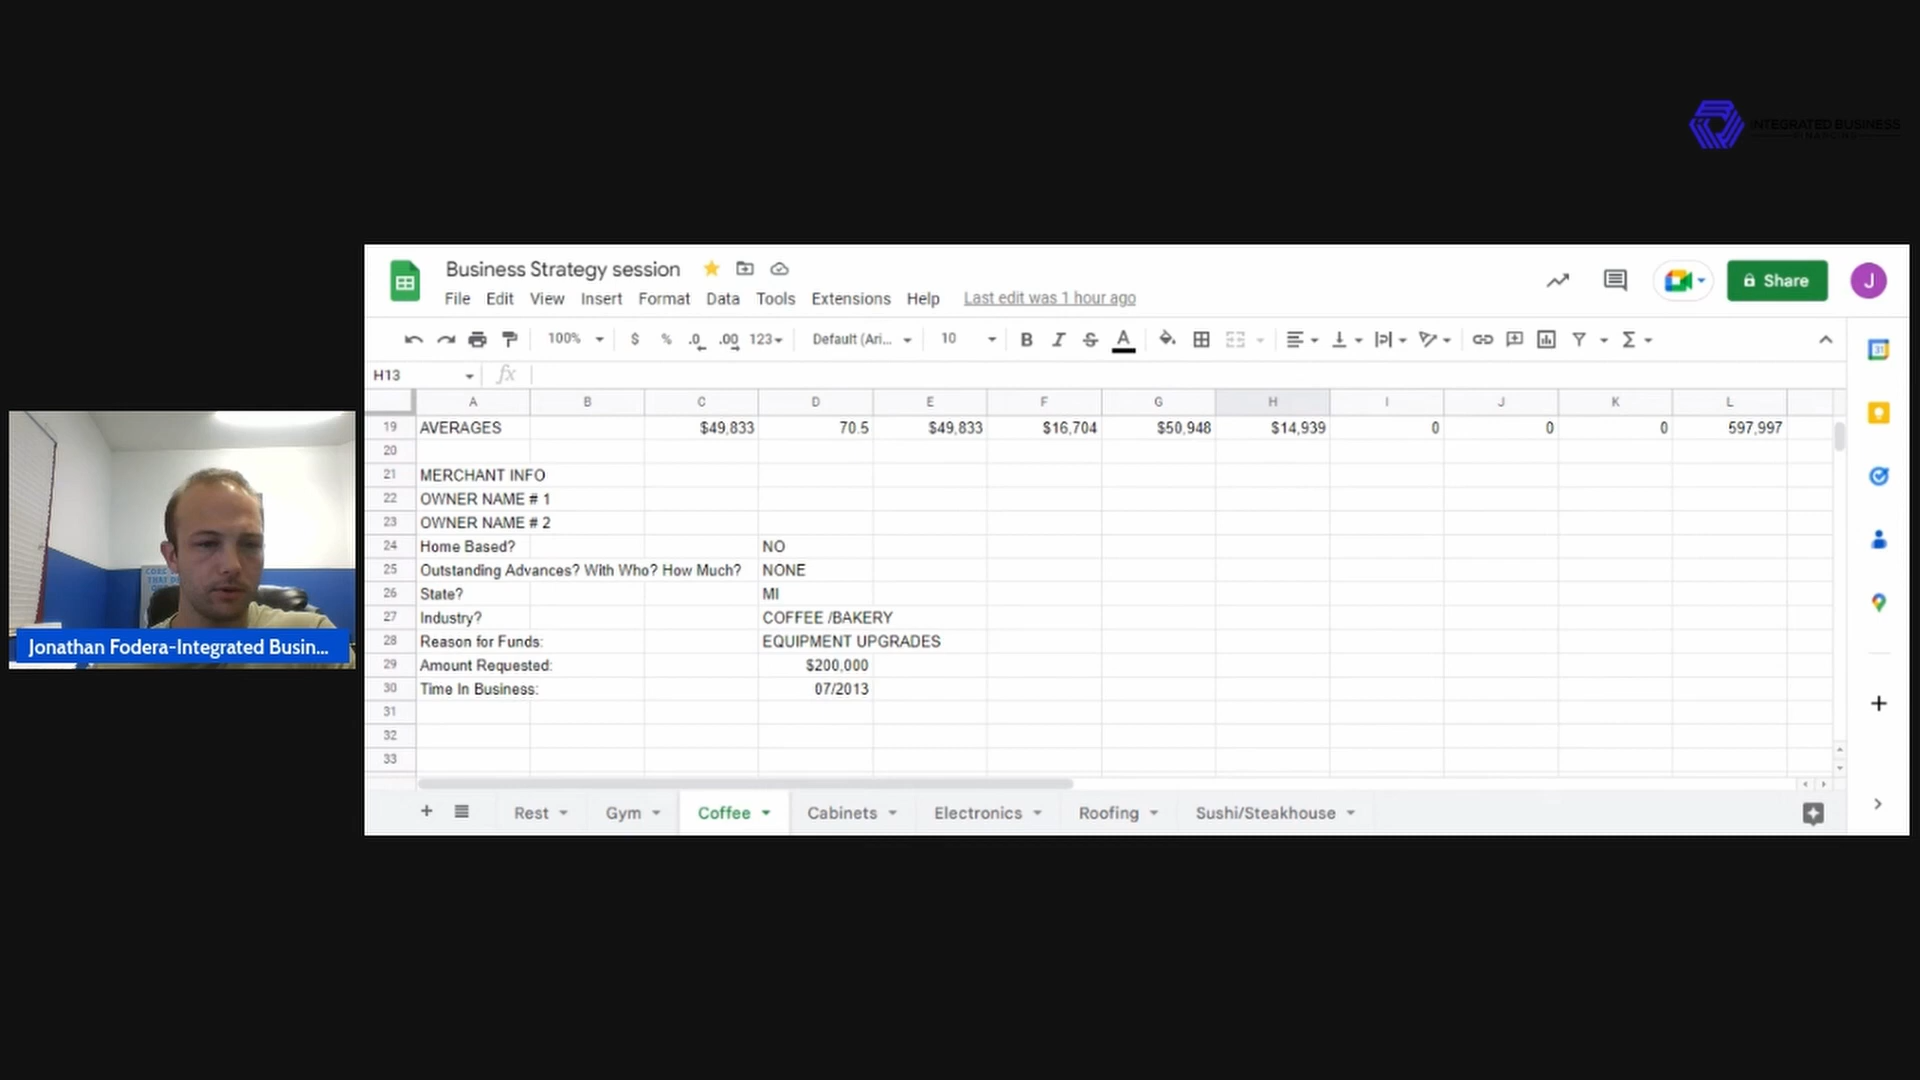 INTEGRATED BUSINESS
Business Strategy session
File Edit View Insert Format Data Tools Extensions Help Last edit was 1 hour ago
Share J
100% $ % .0 .00 123 Default (Ari... 10 B I S A
31
H13 fx
A B C D E F G H I J K L
19 AVERAGES $49,833 70.5 $49,833 $16,704 $50,948 $14,939 0 0 0 597,997
20
21 MERCHANT INFO
22 OWNER NAME # 1
23 OWNER NAME # 2
24 Home Based? NO
25 Outstanding Advances? With Who? How Much? NONE
26 State? MI
27 Industry? COFFEE /BAKERY
28 Reason for Funds: EQUIPMENT UPGRADES
29 Amount Requested: $200,000
30 Time In Business: 07/2013
31
32
33
Rest Gym Coffee Cabinets Electronics Roofing Sushi/Steakhouse
Jonathan Fodera-Integrated Busin...